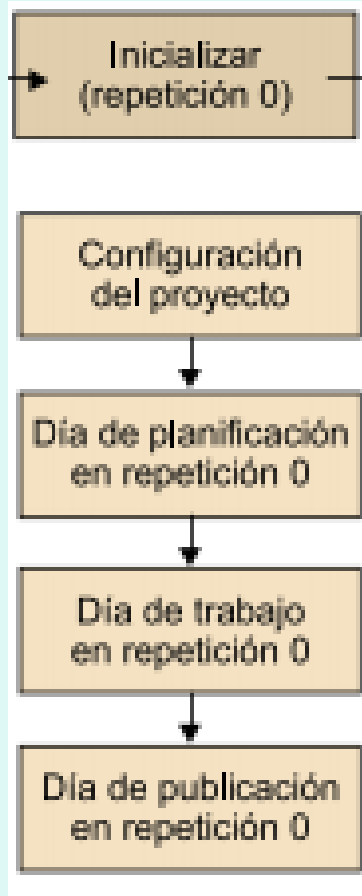 Inicializar
(repetición 0)
Configuración
del proyecto
Día de planificación
en repetición 0
Día de trabajo
en repetición 0
Día de publicación
en repetición 0